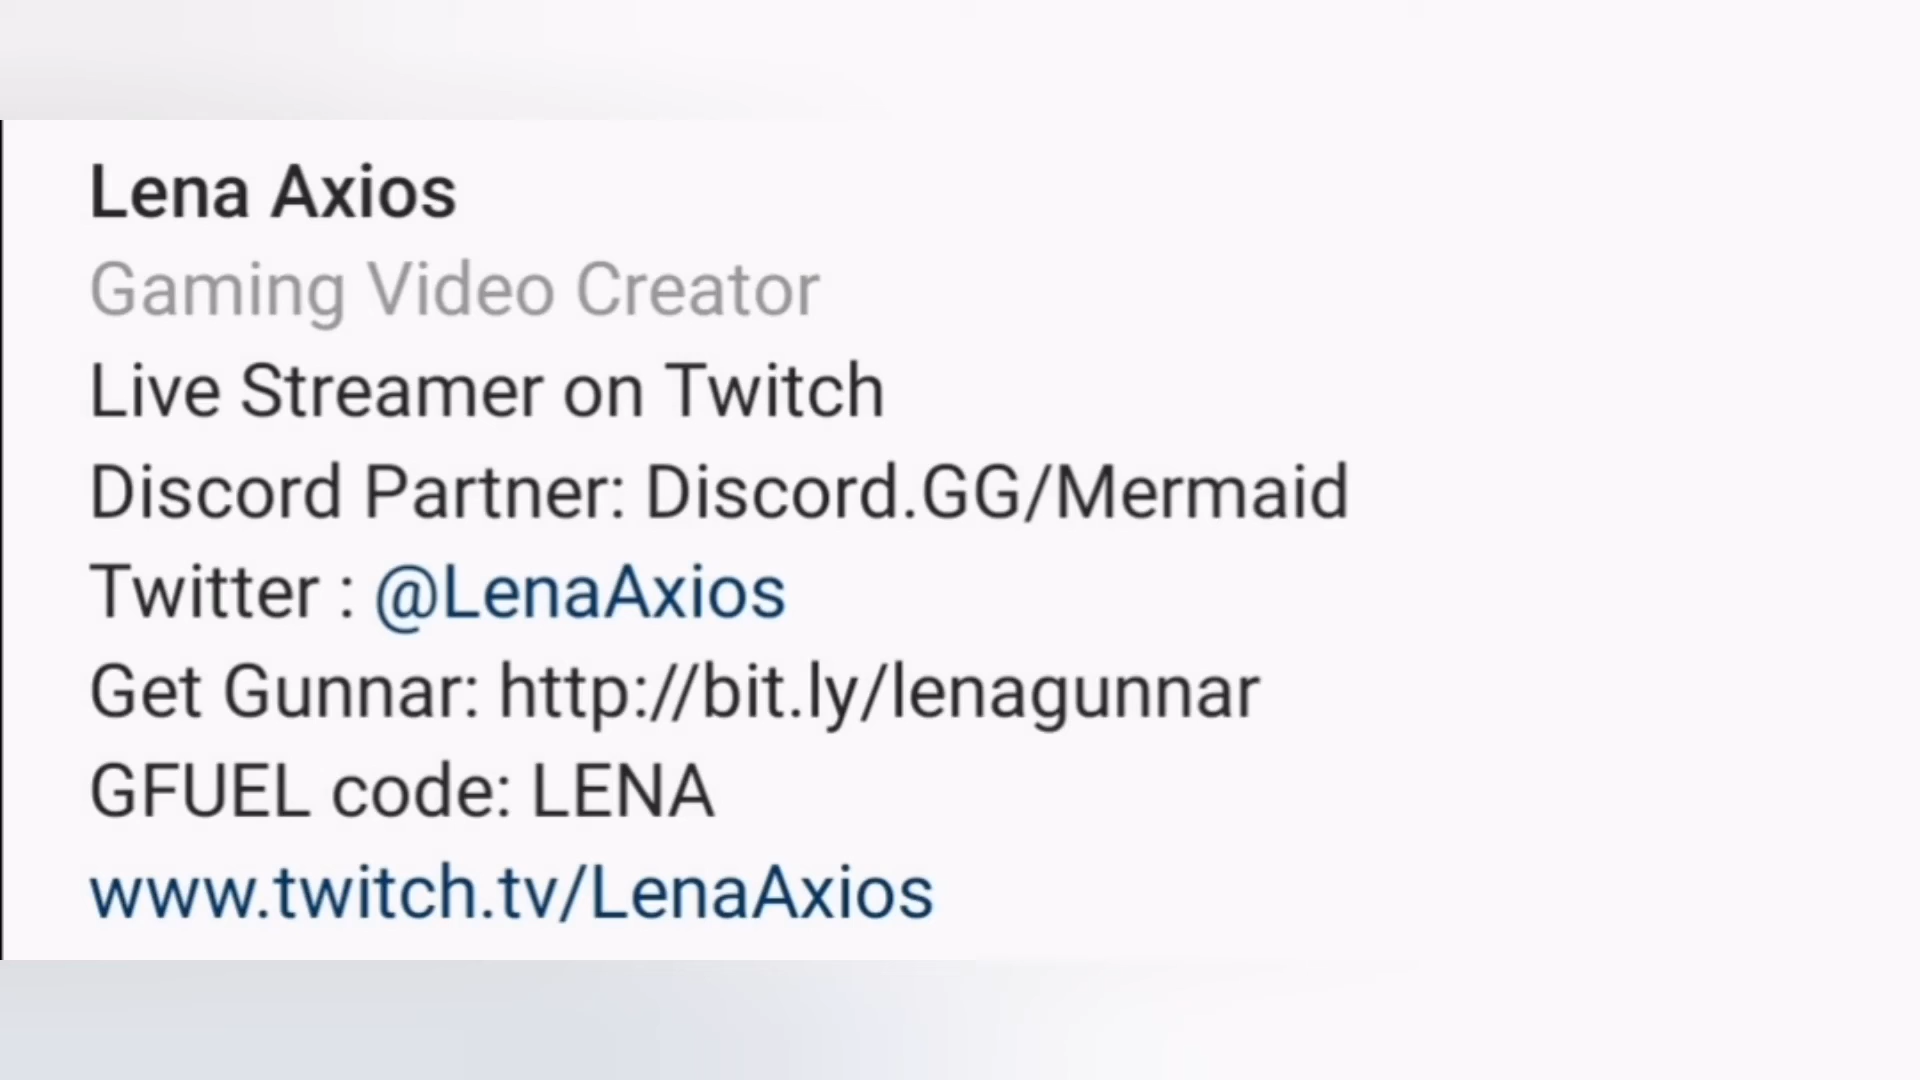 Lena Axios
Gaming Video Creator
Live Streamer on Twitch
Discord Partner: Discord.GG/Mermaid
Twitter : @LenaAxios
Get Gunnar: http://bit.ly/lenagunnar
GFUEL code: LENA
www.twitch.tv/LenaAxios